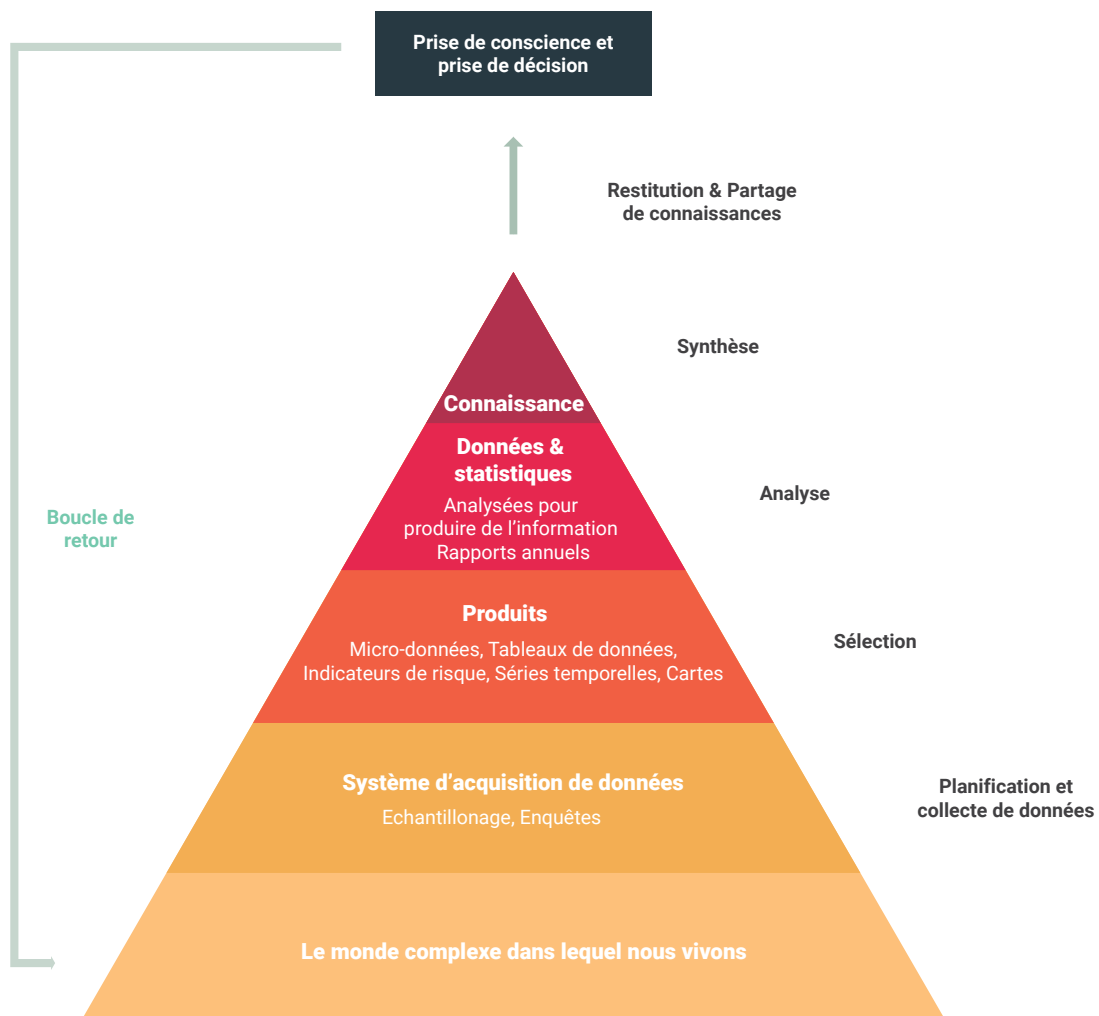 Prise de conscience et
prise de décision
Restitution & Partage
de connaissances
Synthèse
Connaissance
Données &
statistiques
Analysées pour
produire de l'information
Rapports annuels
Analyse
Boucle de
retour
Produits
Micro-données, Tableaux de données,
Indicateurs de risque, Séries temporelles, Cartes
Sélection
Système d'acquisition de données
Echantillonage, Enquêtes
Planification et
collecte de données
Le monde complexe dans lequel nous vivons